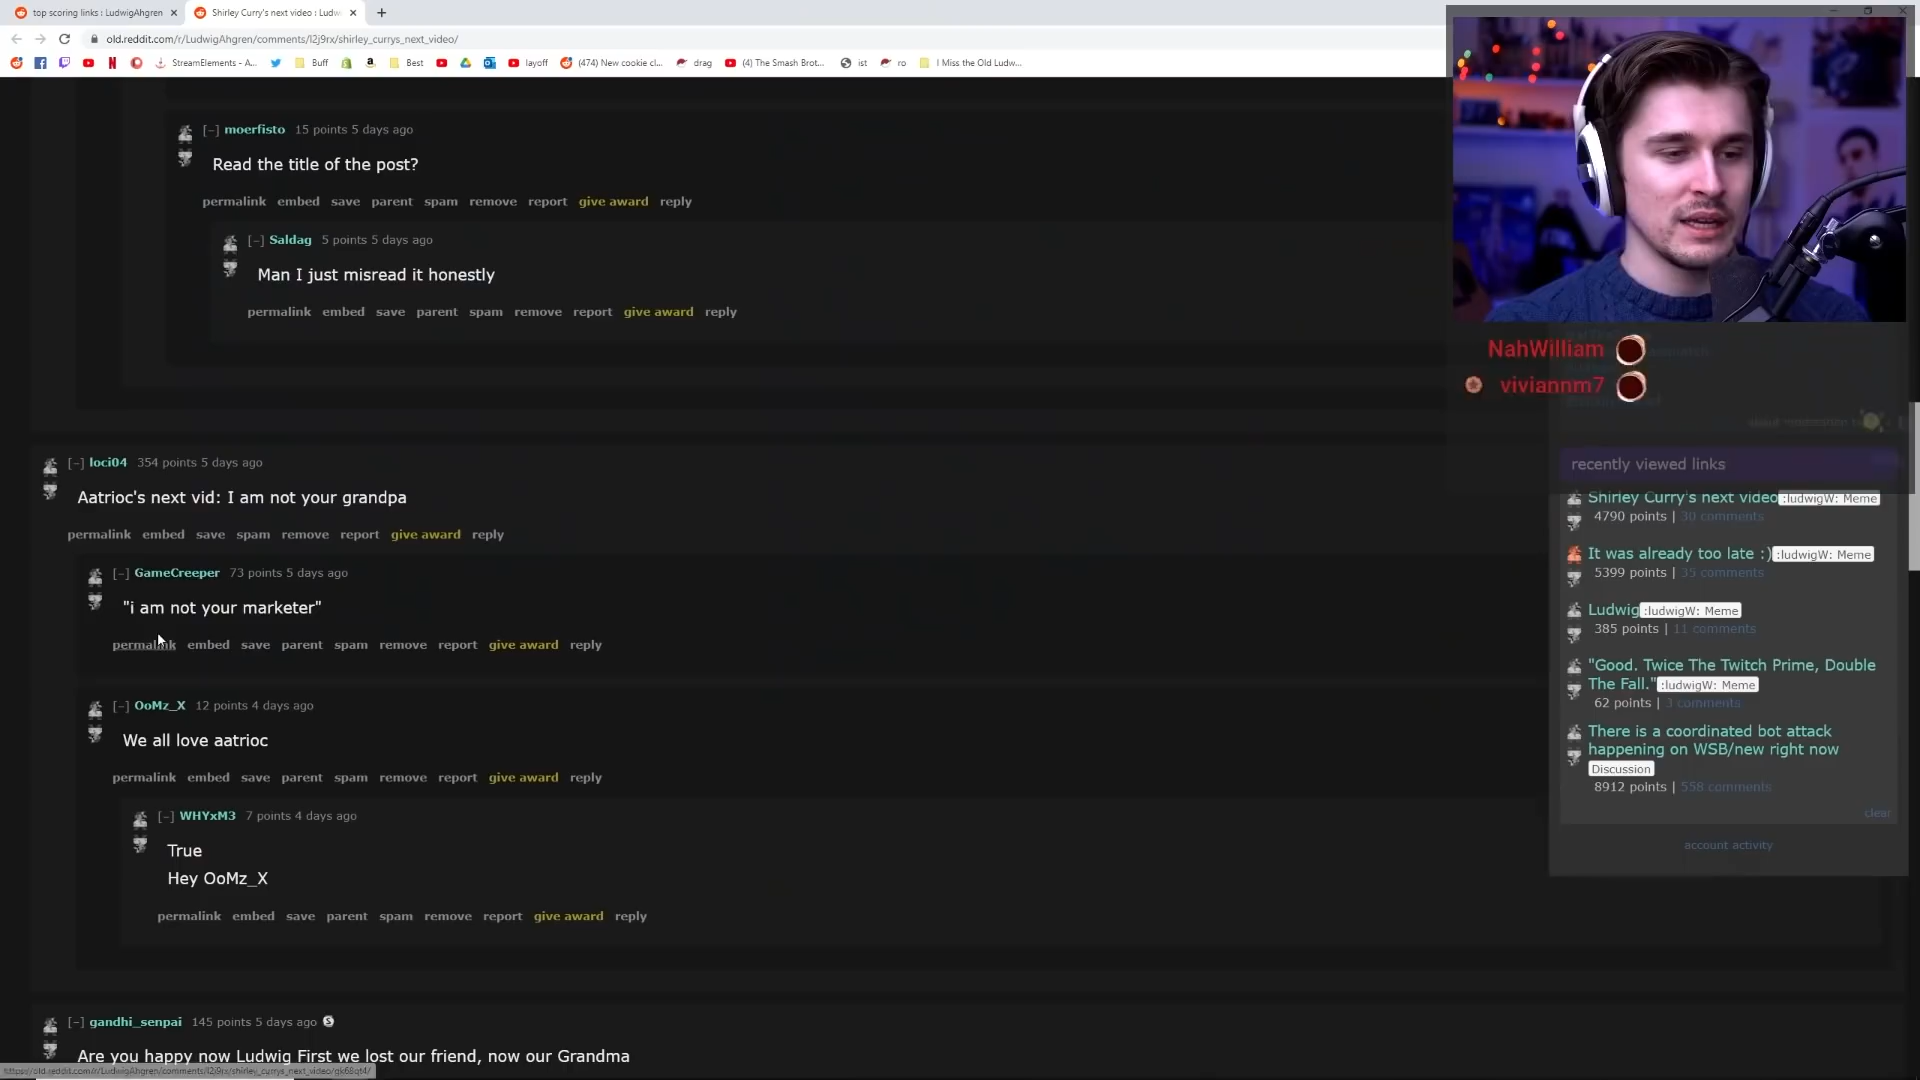 top scoring links : LudwigAhgren
Shirley Curry's next video : Ludw
old.reddit.com/r/LudwigAhgren/comments/l2j9rx/shirley_currys_next_video/
StreamElements - A... Buff Best layoff (474) New cookie cl... drag (4) The Smash Brot... ist ro I Miss the Old Ludw...
[–] moerfisto 15 points 5 days ago
Read the title of the post?
permalink embed save parent spam remove report give award reply
[–] Saldag 5 points 5 days ago
Man I just misread it honestly
permalink embed save parent spam remove report give award reply
NahWilliam
viviannm7
[–] loci04 354 points 5 days ago
Aatrioc's next vid: I am not your grandpa
permalink embed save spam remove report give award reply
[–] GameCreeper 73 points 5 days ago
"i am not your marketer"
permalink embed save parent spam remove report give award reply
[–] OoMz_X 12 points 4 days ago
We all love aatrioc
permalink embed save parent spam remove report give award reply
[–] WHYxM3 7 points 4 days ago
True
Hey OoMz_X
permalink embed save parent spam remove report give award reply
[–] gandhi_senpai 145 points 5 days ago
Are you happy now Ludwig First we lost our friend, now our Grandma
recently viewed links
Shirley Curry's next video :ludwigW: Meme
4790 points | 30 comments
It was already too late :) :ludwigW: Meme
5399 points | 35 comments
Ludwig :ludwigW: Meme
385 points | 11 comments
"Good. Twice The Twitch Prime, Double
The Fall." :ludwigW: Meme
62 points | 3 comments
There is a coordinated bot attack
happening on WSB/new right now
Discussion
8912 points | 558 comments
clear
account activity
https://old.reddit.com/r/LudwigAhgren/comments/l2j9rx/shirley_currys_next_video/gk68qt4/